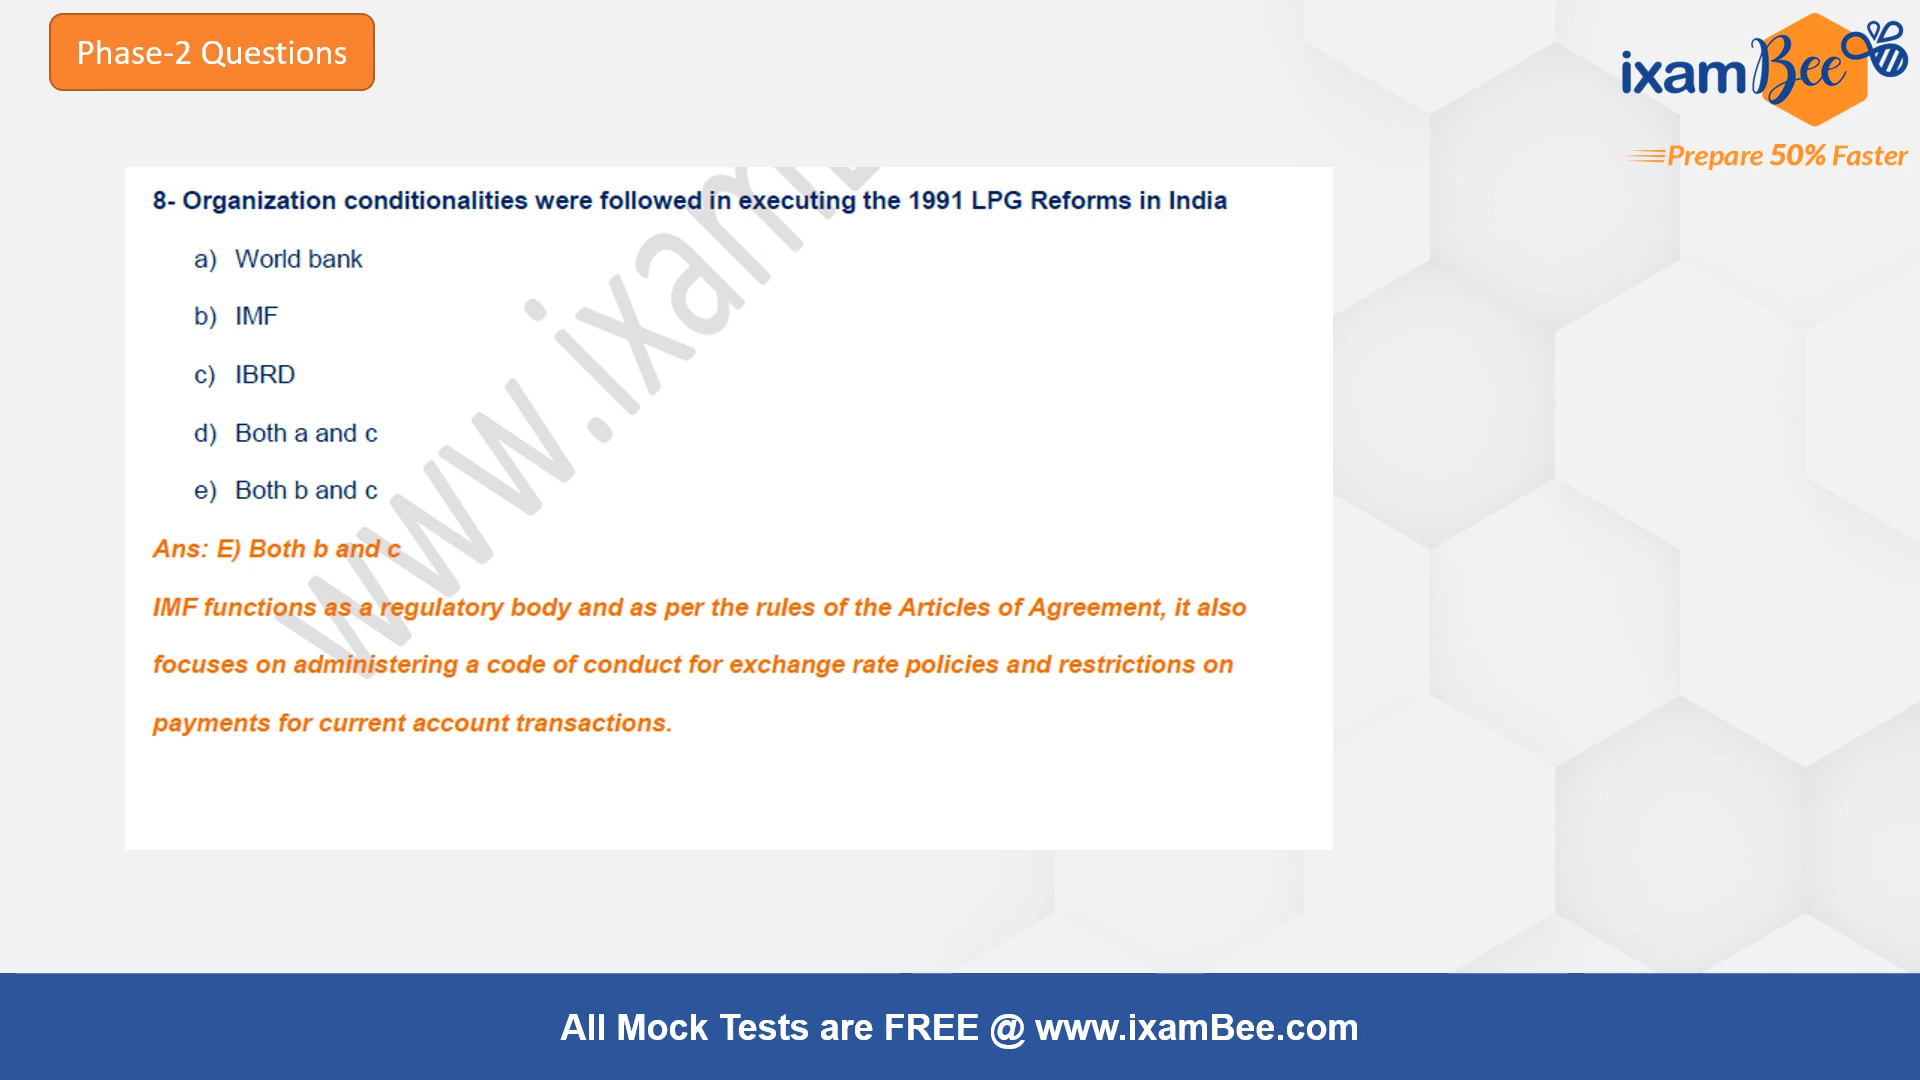 Phase-2 Questions
ixamBee
Prepare 50% Faster
8- Organization conditionalities were followed in executing the 1991 LPG Reforms in India
a) World bank
b) IMF
c) IBRD
d) Both a and c
e) Both b and c
Ans: E) Both b and c
IMF functions as a regulatory body and as per the rules of the Articles of Agreement, it also
focuses on administering a code of conduct for exchange rate policies and restrictions on
payments for current account transactions.
www.ixam
All Mock Tests are FREE @ www.ixamBee.com